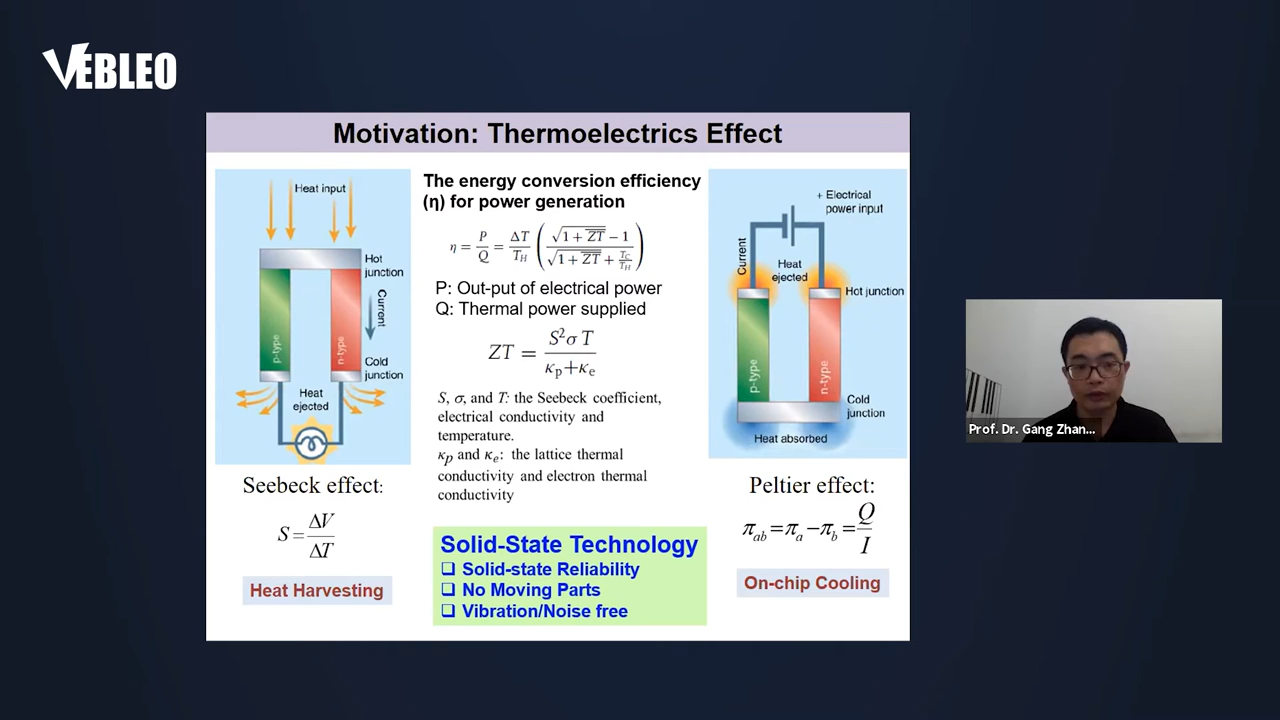 VEBLEO
Motivation: Thermoelectrics Effect
Heat input
Hot
junction
Current
p-type
n-type
Cold
junction
Heat
ejected
Seebeck effect:
S = ΔV / ΔT
Heat Harvesting
The energy conversion efficiency
(η) for power generation
η = P/Q = ΔT/T_H ( (√(1+Z̅T̅) − 1) / (√(1+Z̅T̅) + T_C/T_H) )
P: Out-put of electrical power
Q: Thermal power supplied
ZT = S²σ T / (κ_p+κ_e)
S, σ, and T: the Seebeck coefficient,
electrical conductivity and
temperature.
κ_p and κ_e: the lattice thermal
conductivity and electron thermal
conductivity
Solid-State Technology
❑ Solid-state Reliability
❑ No Moving Parts
❑ Vibration/Noise free
+ Electrical
power input
Current
Heat
ejected
Hot junction
p-type
n-type
Cold
junction
Heat absorbed
Peltier effect:
π_ab = π_a − π_b = Q / I
On-chip Cooling
Prof. Dr. Gang Zhan...